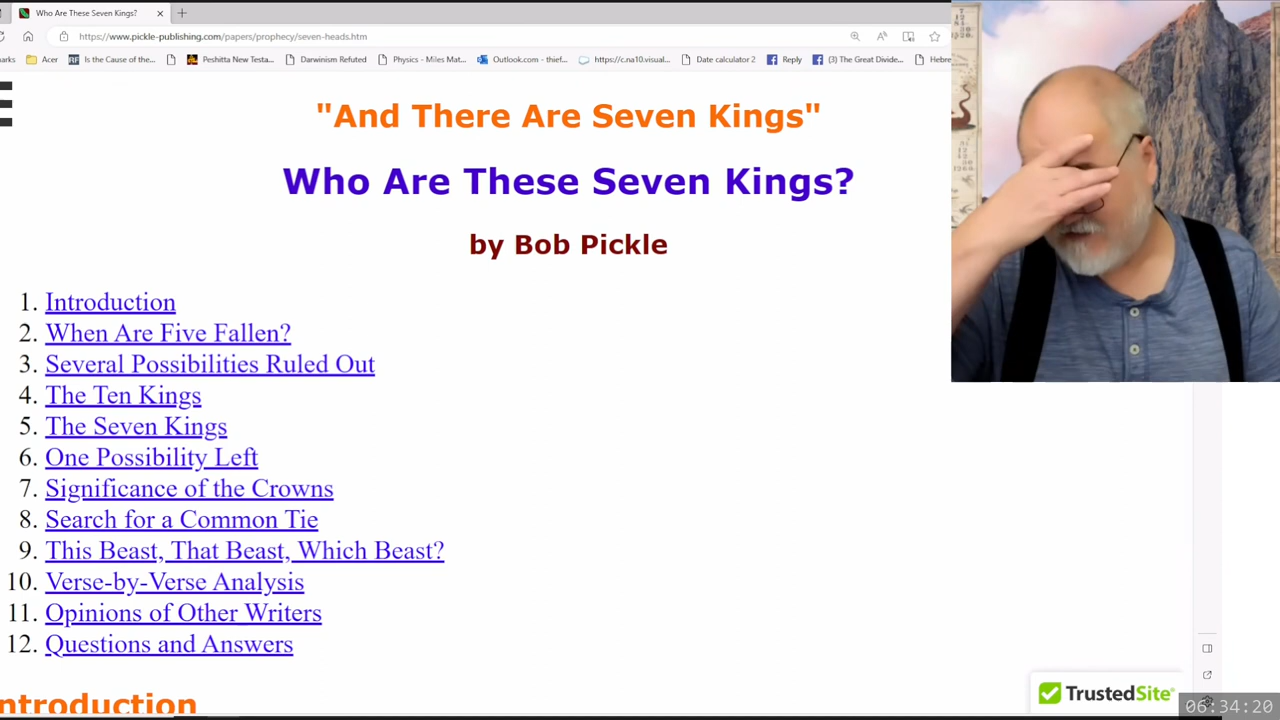 Who Are These Seven Kings?
https://www.pickle-publishing.com/papers/prophecy/seven-heads.htm
Acer
Is the Cause of the...
Peshitta New Testa...
Darwinism Refuted
Physics - Miles Mat...
Outlook.com - thief...
https://c.na10.visual...
Date calculator 2
Reply
(3) The Great Divide...
Hebrew
"And There Are Seven Kings"
Who Are These Seven Kings?
by Bob Pickle
1. Introduction
2. When Are Five Fallen?
3. Several Possibilities Ruled Out
4. The Ten Kings
5. The Seven Kings
6. One Possibility Left
7. Significance of the Crowns
8. Search for a Common Tie
9. This Beast, That Beast, Which Beast?
10. Verse-by-Verse Analysis
11. Opinions of Other Writers
12. Questions and Answers
ntroduction
TrustedSite
06:34:20